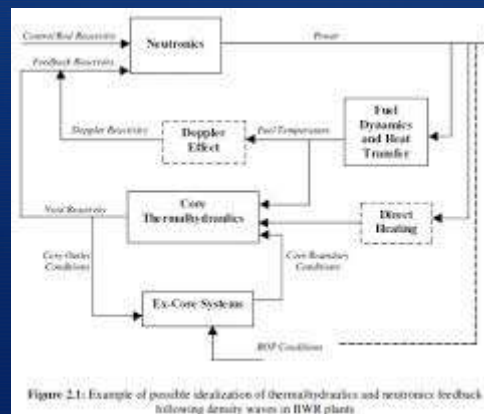 Control Rod Reactivity
Neutronics
Power
Feedback Reactivity
Doppler Reactivity
Doppler
Effect
Fuel Temperature
Fuel
Dynamics
and Heat
Transfer
Void Reactivity
Core
Thermalhydraulics
Direct
Heating
Core Outlet
Conditions
Core Boundary
Conditions
Ex-Core Systems
BOP Conditions
Figure 2.1: Example of possible idealization of thermalhydraulics and neutronics feedback
following density waves in BWR plants